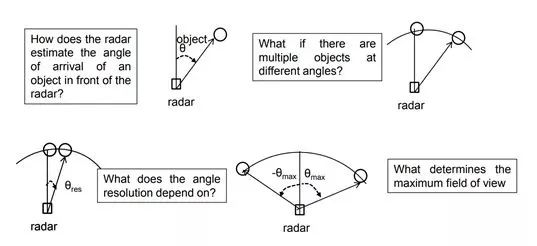 How does the radar
estimate the angle
of arrival of an
object in front of the
radar?
object
θ
radar
What if there are
multiple objects at
different angles?
radar
θres
radar
What does the angle
resolution depend on?
-θmax θmax
radar
What determines the
maximum field of view